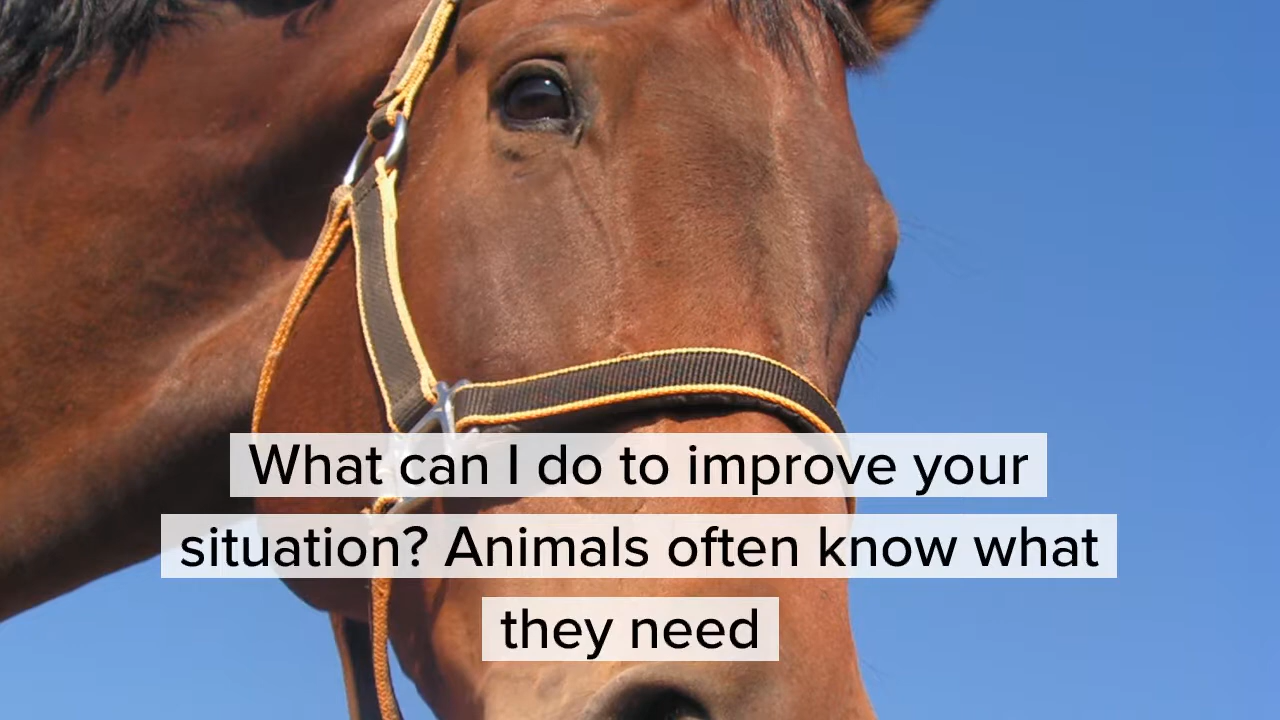 What can I do to improve your
situation? Animals often know what
they need